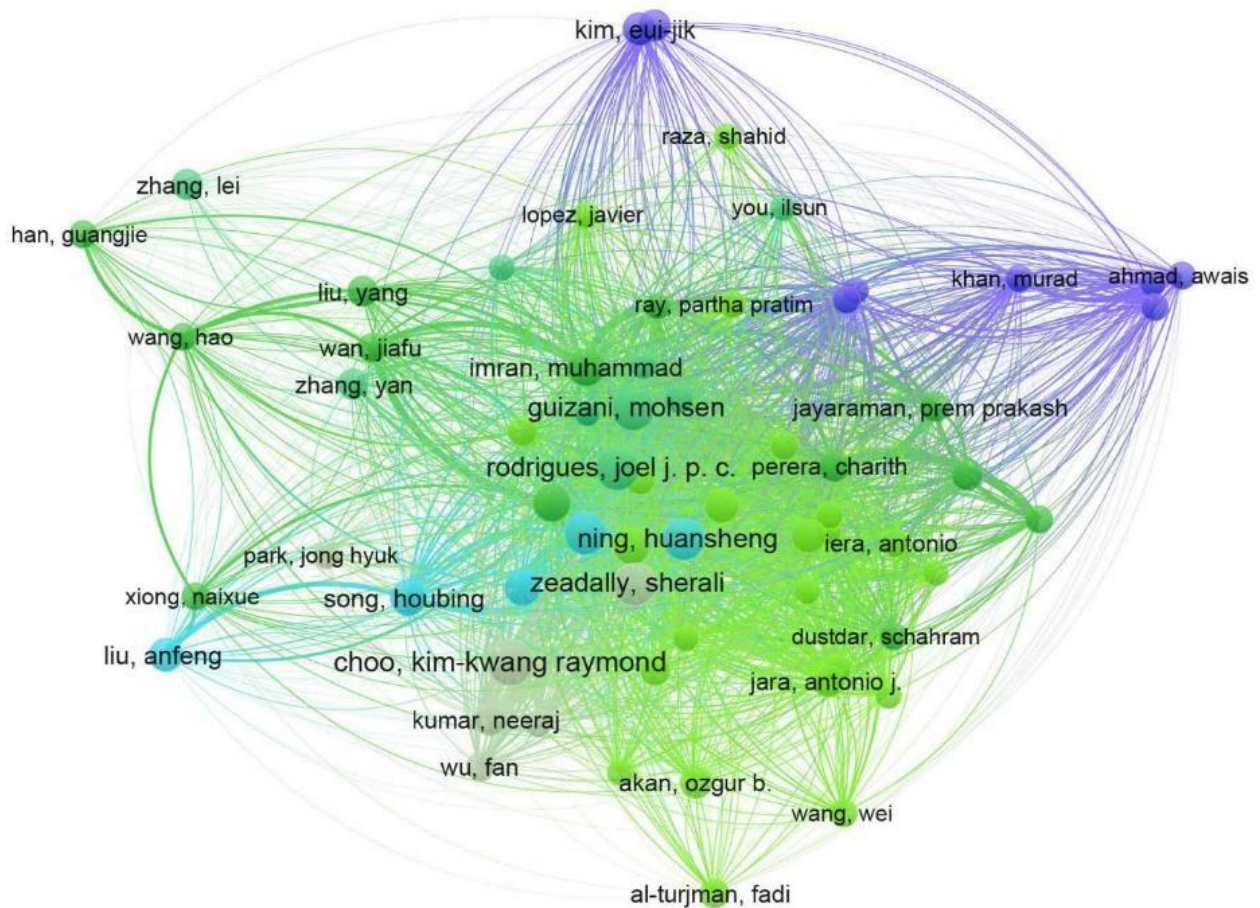 kim, eui-jik
raza, shahid
zhang, lei
lopez, javier
you, ilsun
han, guangjie
khan, murad
ahmad, awais
liu, yang
ray, partha pratim
wang, hao
wan, jiafu
imran, muhammad
zhang, yan
guizani, mohsen
jayaraman, prem prakash
rodrigues, joel j. p. c.
perera, charith
ning, huansheng
iera, antonio
park, jong hyuk
zeadally, sherali
xiong, naixue
song, houbing
dustdar, schahram
liu, anfeng
choo, kim-kwang raymond
jara, antonio j.
kumar, neeraj
wu, fan
akan, ozgur b.
wang, wei
al-turjman, fadi